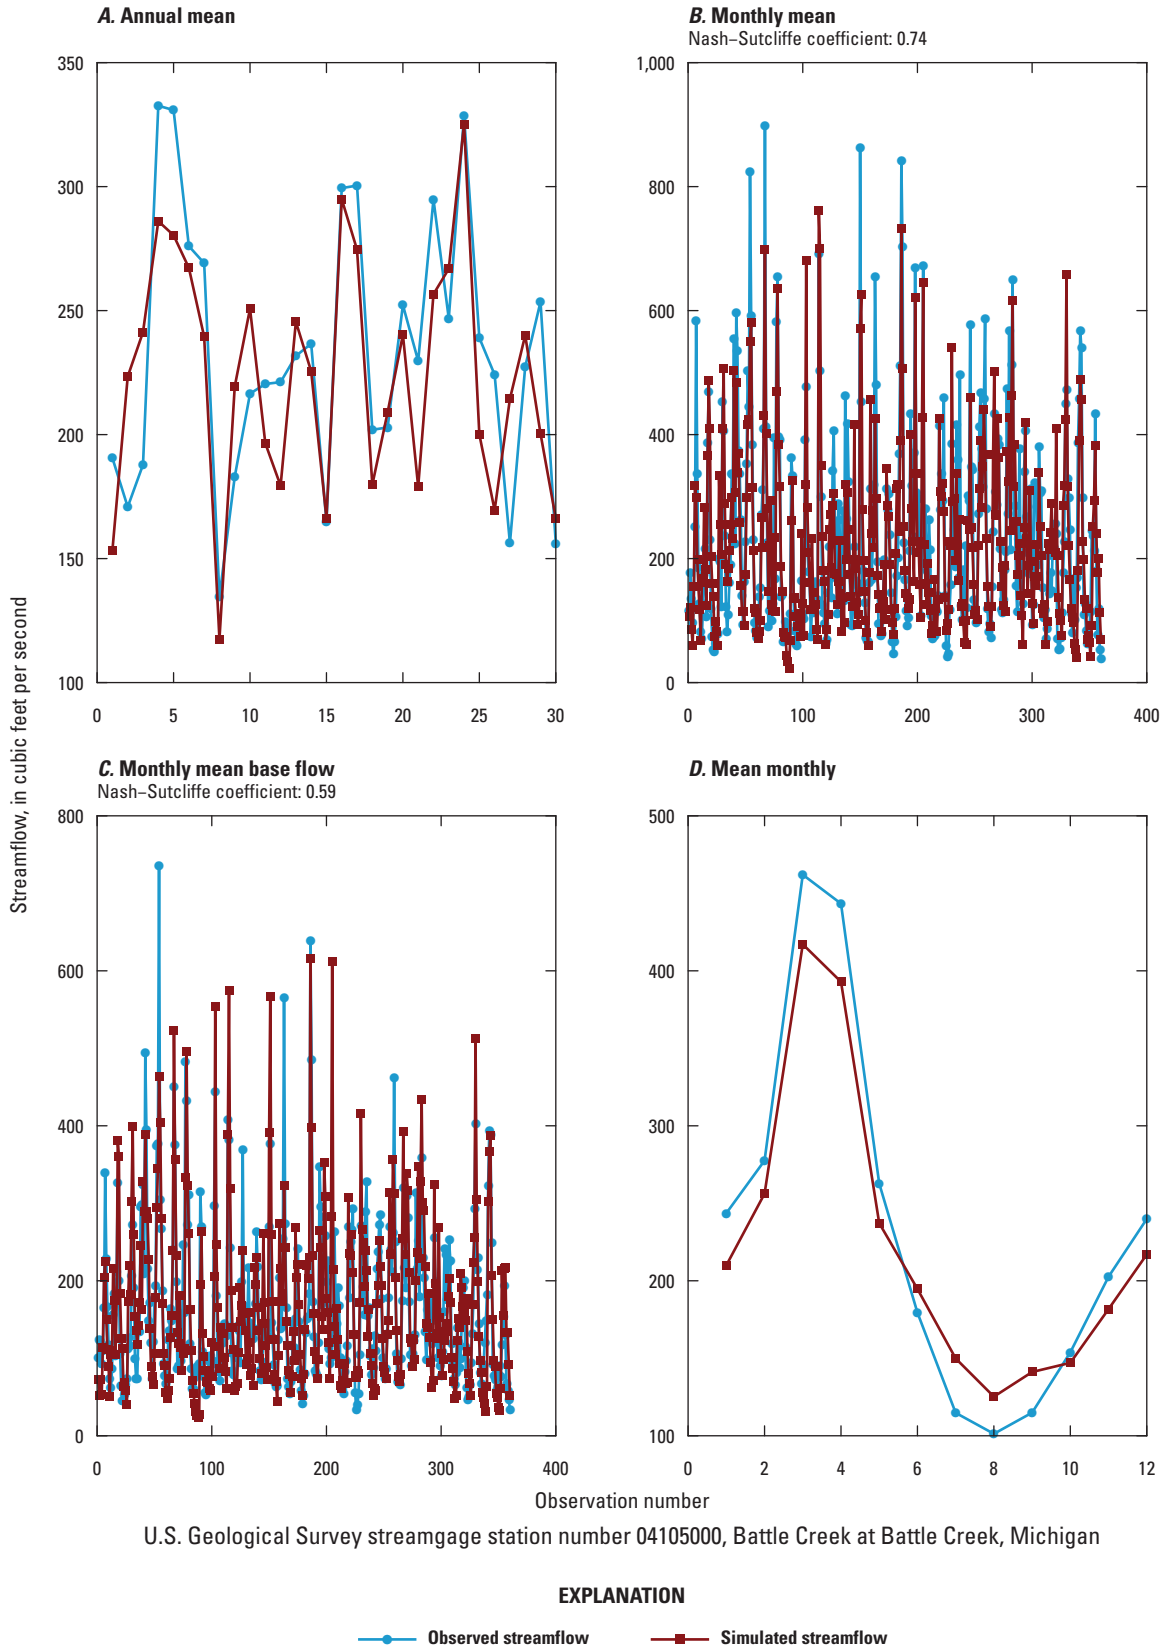 A. Annual mean
350
300
250
200
150
100
0 5 10 15 20 25 30
B. Monthly mean
Nash–Sutcliffe coefficient: 0.74
1,000
800
600
400
200
0
0 100 200 300 400
Streamflow, in cubic feet per second
C. Monthly mean base flow
Nash–Sutcliffe coefficient: 0.59
800
600
400
200
0
0 100 200 300 400
D. Mean monthly
500
400
300
200
100
0 2 4 6 8 10 12
Observation number
U.S. Geological Survey streamgage station number 04105000, Battle Creek at Battle Creek, Michigan
EXPLANATION
Observed streamflow
Simulated streamflow